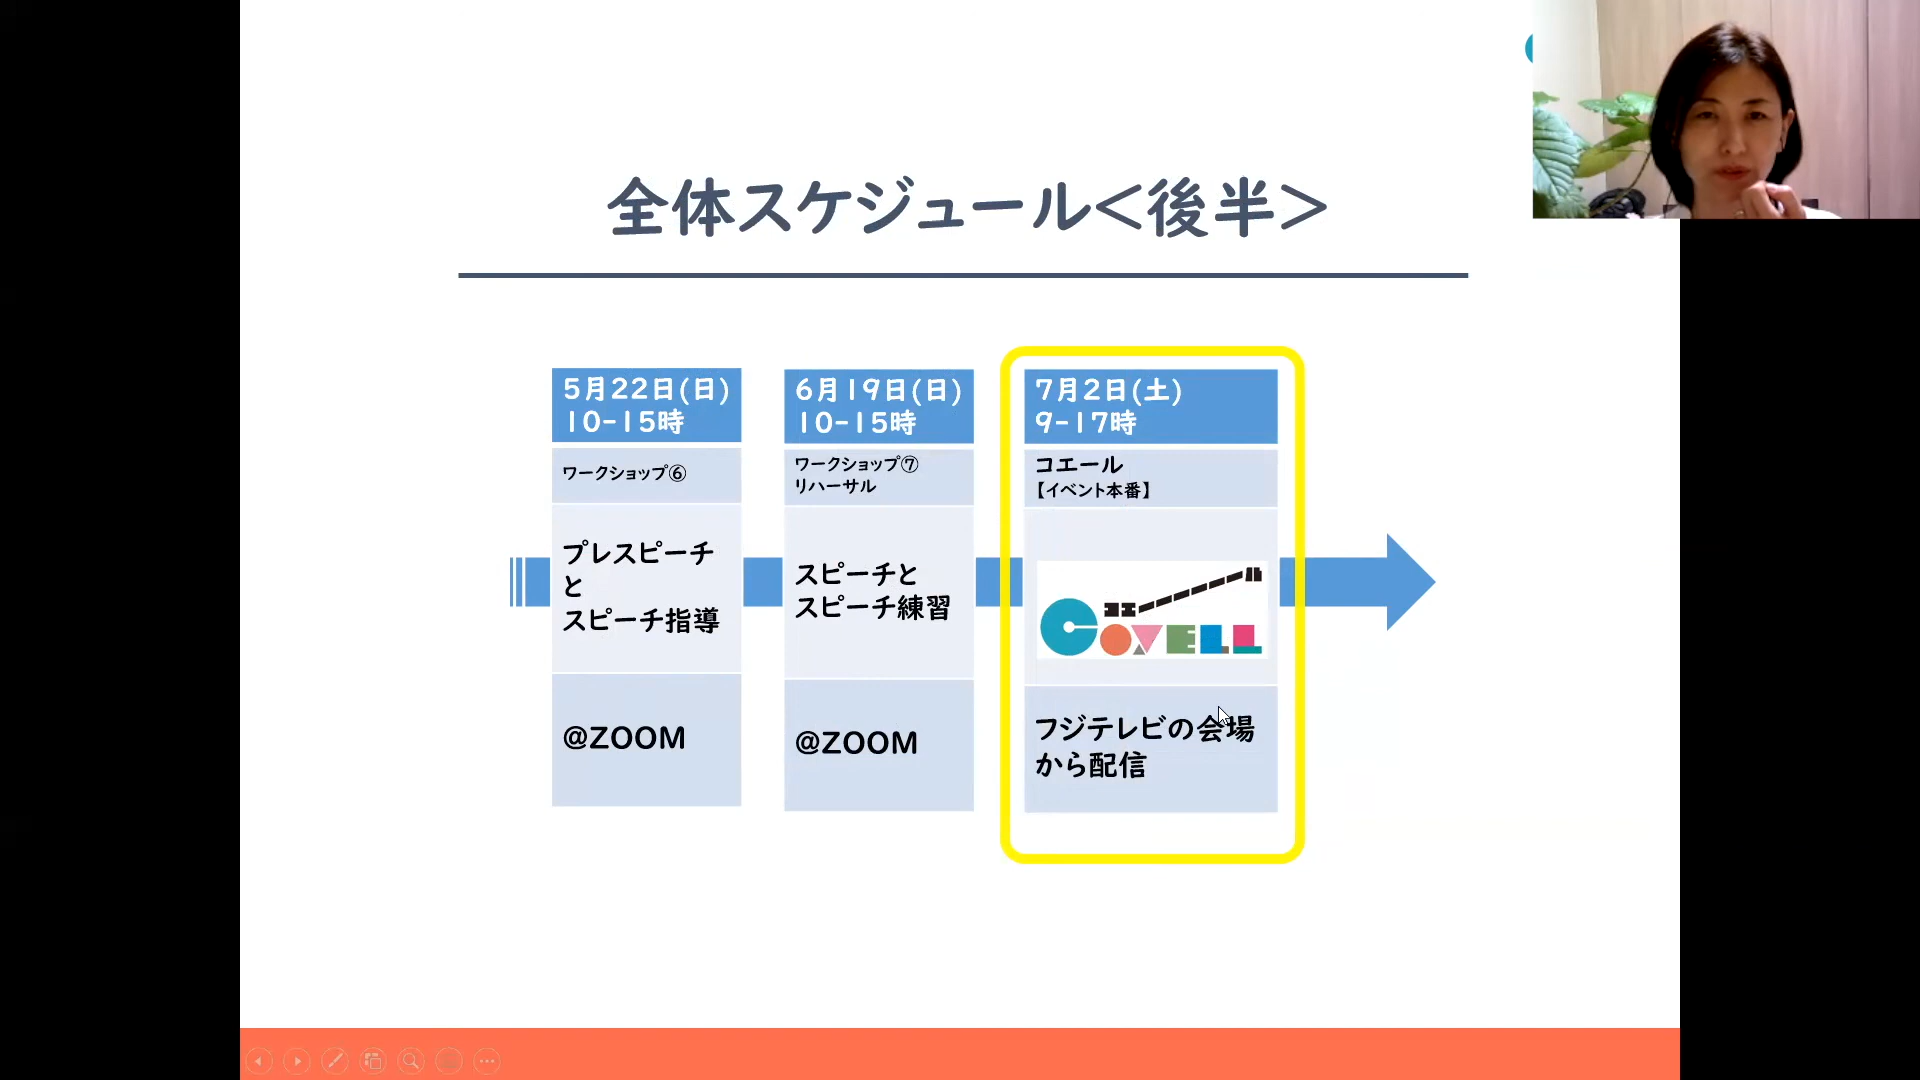 全体スケジュール<後半>
5月22日(日)
10-15時
ワークショップ⑥
プレスピーチ
と
スピーチ指導
@ZOOM
6月19日(日)
10-15時
ワークショップ⑦
リハーサル
スピーチと
スピーチ練習
@ZOOM
7月2日(土)
9-17時
コエール
【イベント本番】
コエール
COYELL
フジテレビの会場
から配信